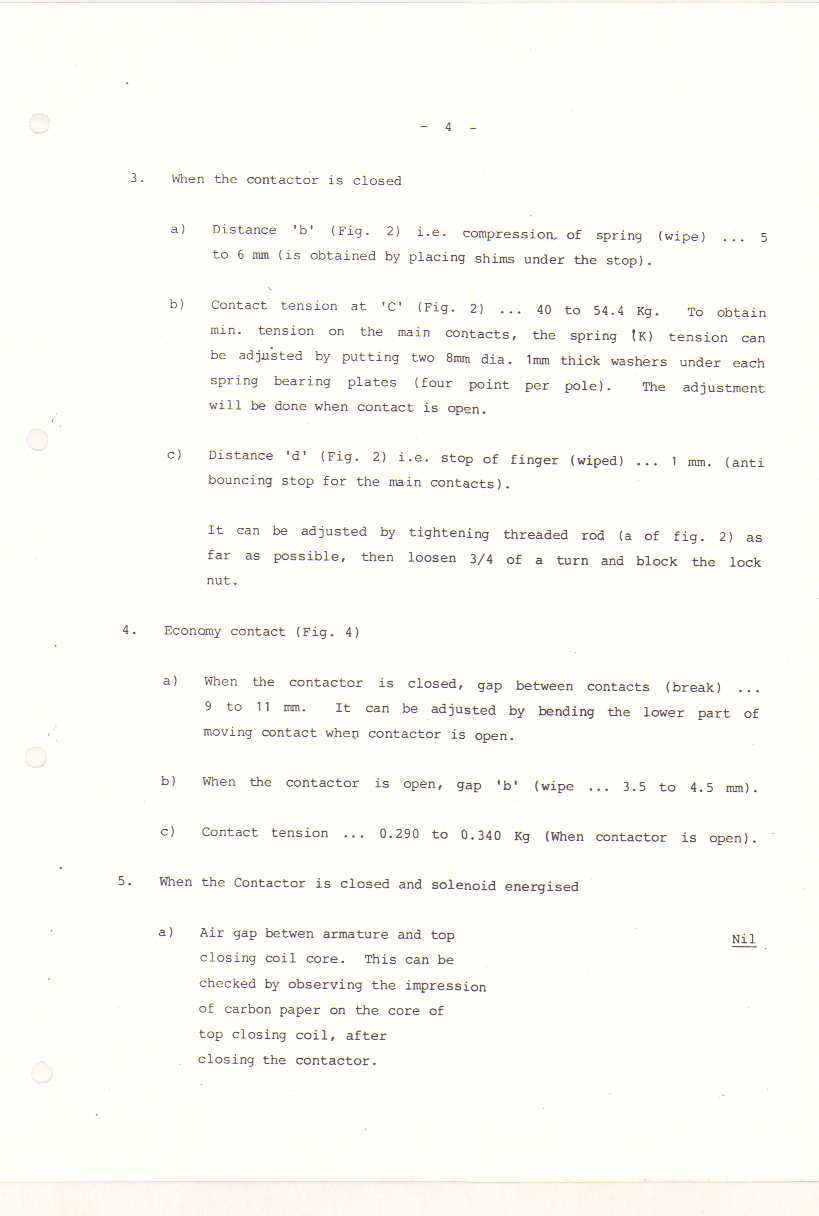 - 4 -
3. When the contactor is closed
a) Distance 'b' (Fig. 2) i.e. compression of spring (wipe) ... 5
to 6 mm (is obtained by placing shims under the stop).
b) Contact tension at 'C' (Fig. 2) ... 40 to 54.4 Kg. To obtain
min. tension on the main contacts, the spring (K) tension can
be adjusted by putting two 8mm dia. 1mm thick washers under each
spring bearing plates (four point per pole). The adjustment
will be done when contact is open.
c) Distance 'd' (Fig. 2) i.e. stop of finger (wiped) ... 1 mm. (anti
bouncing stop for the main contacts).
It can be adjusted by tightening threaded rod (a of fig. 2) as
far as possible, then loosen 3/4 of a turn and block the lock
nut.
4. Economy contact (Fig. 4)
a) When the contactor is closed, gap between contacts (break) ...
9 to 11 mm. It can be adjusted by bending the lower part of
moving contact when contactor is open.
b) When the contactor is open, gap 'b' (wipe ... 3.5 to 4.5 mm).
c) Contact tension ... 0.290 to 0.340 Kg (When contactor is open).
5. When the Contactor is closed and solenoid energised
a) Air gap betwen armature and top Nil
closing coil core. This can be
checked by observing the impression
of carbon paper on the core of
top closing coil, after
closing the contactor.